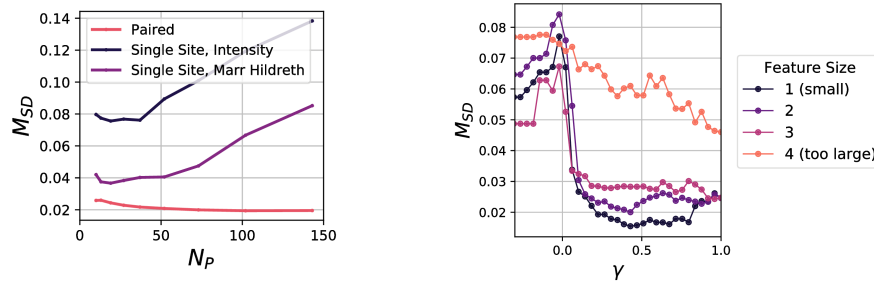 0.14
0.12
0.10
0.08
0.06
0.04
0.02
M_SD
0
50
100
150
N_P
Paired
Single Site, Intensity
Single Site, Marr Hildreth
0.08
0.07
0.06
0.05
0.04
0.03
0.02
M_SD
0.0
0.5
1.0
γ
Feature Size
1 (small)
2
3
4 (too large)